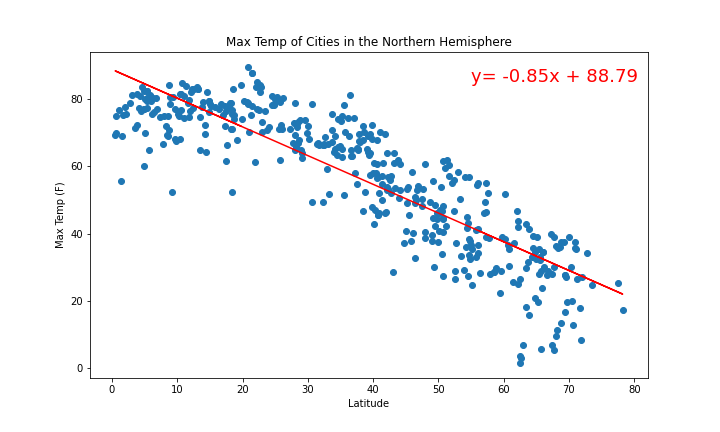 Max Temp of Cities in the Northern Hemisphere
y= -0.85x + 88.79
Max Temp (F)
80
60
40
20
0
0 10 20 30 40 50 60 70 80
Latitude